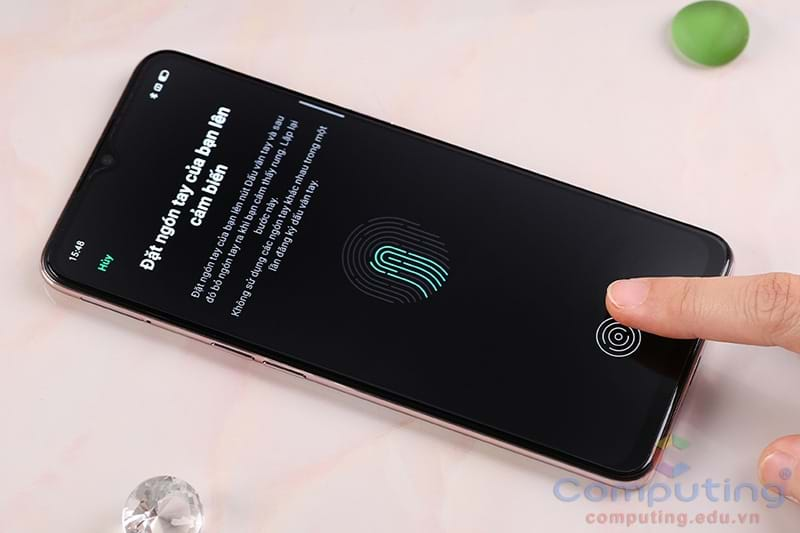 15:48
Hủy
Đặt ngón tay của bạn lên
cảm biến
Đặt ngón tay của bạn lên nút Dấu vân tay và sau
đó bỏ ngón tay ra khi bạn cảm thấy rung. Lặp lại
bước này.
Không sử dụng các ngón tay khác nhau trong một
lần đăng ký dấu vân tay.
Computing®
computing.edu.vn